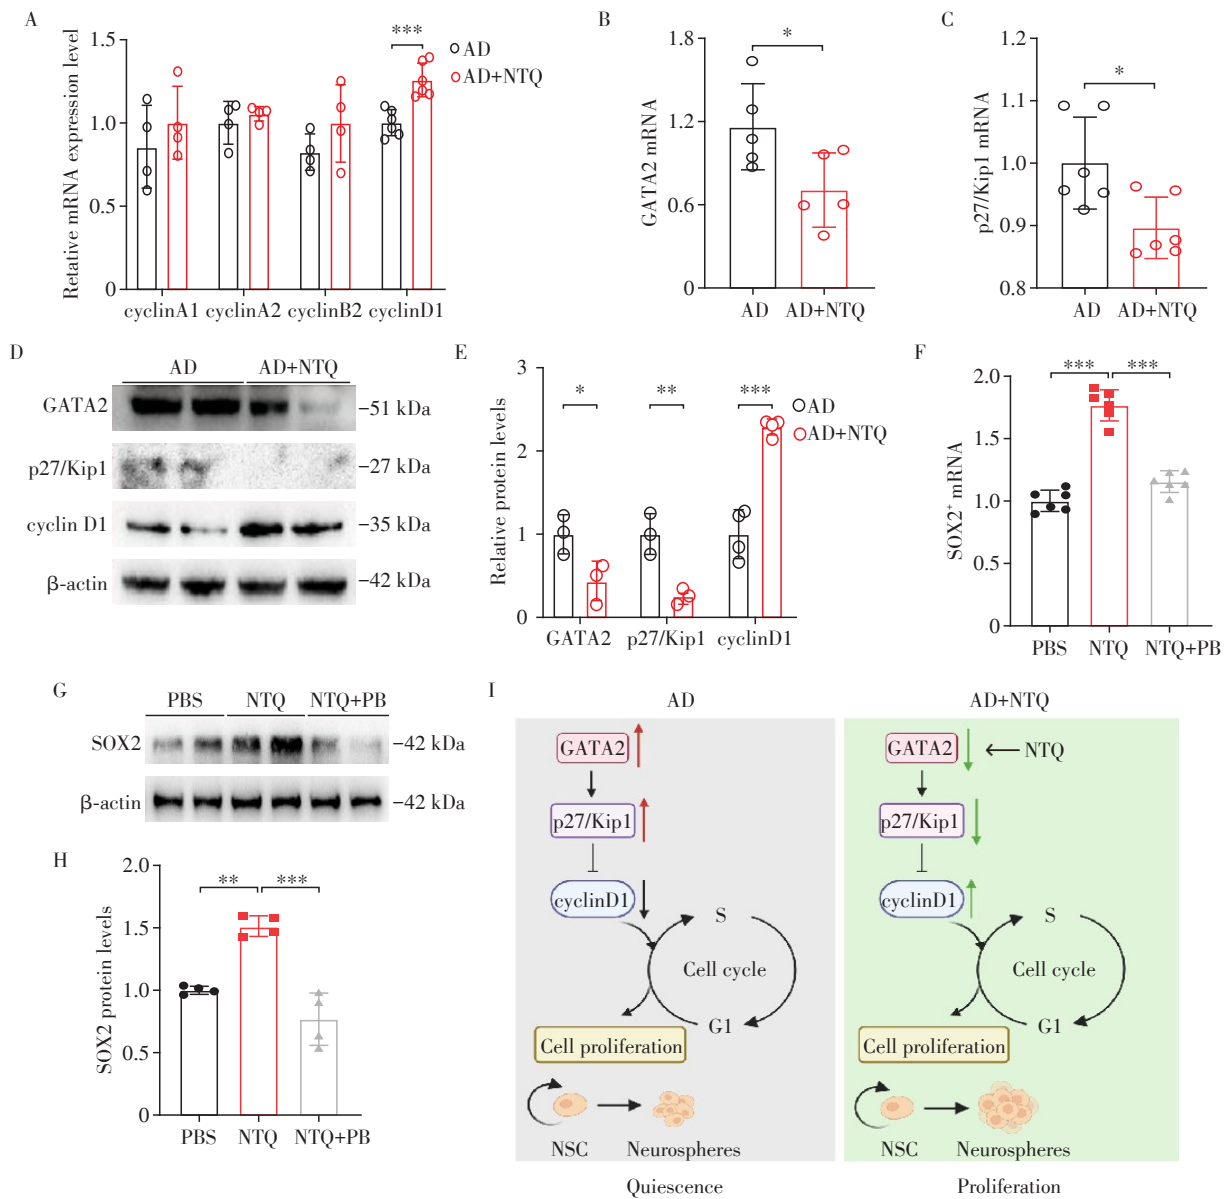 A
Retative mRNA expression level
1.5
1.0
0.5
0
***
AD
AD+NTQ
cyclinA1 cyclinA2 cyclinB2 cyclinD1
B
GATA2 mRNA
1.8
1.2
0.6
0
*
AD AD+NTQ
C
p27/Kip1 mRNA
1.2
1.1
1.0
0.9
0.8
*
AD AD+NTQ
D
AD AD+NTQ
GATA2 −51 kDa
p27/Kip1 −27 kDa
cyclin D1 −35 kDa
β-actin −42 kDa
E
Relative protein levels
3
2
1
0
* ** ***
AD
AD+NTQ
GATA2 p27/Kip1 cyclinD1
F
SOX2⁺ mRNA
2.0
1.5
1.0
0.5
0
*** ***
PBS NTQ NTQ+PB
G
PBS NTQ NTQ+PB
SOX2 −42 kDa
β-actin −42 kDa
H
SOX2 protein levels
2.0
1.5
1.0
0.5
0
** ***
PBS NTQ NTQ+PB
I
AD
GATA2
p27/Kip1
cyclinD1
S
Cell cycle
G1
Cell proliferation
NSC Neurospheres
Quiescence
AD+NTQ
GATA2 NTQ
p27/Kip1
cyclinD1
S
Cell cycle
G1
Cell proliferation
NSC Neurospheres
Proliferation